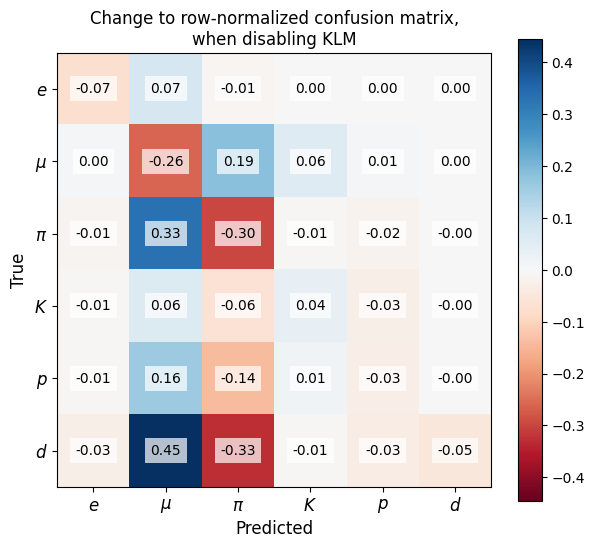 Change to row-normalized confusion matrix,
when disabling KLM
e -0.07 0.07 -0.01 0.00 0.00 0.00
μ 0.00 -0.26 0.19 0.06 0.01 0.00
π -0.01 0.33 -0.30 -0.01 -0.02 -0.00
K -0.01 0.06 -0.06 0.04 -0.03 -0.00
p -0.01 0.16 -0.14 0.01 -0.03 -0.00
d -0.03 0.45 -0.33 -0.01 -0.03 -0.05
e μ π K p d
Predicted
True
0.4
0.3
0.2
0.1
0.0
−0.1
−0.2
−0.3
−0.4